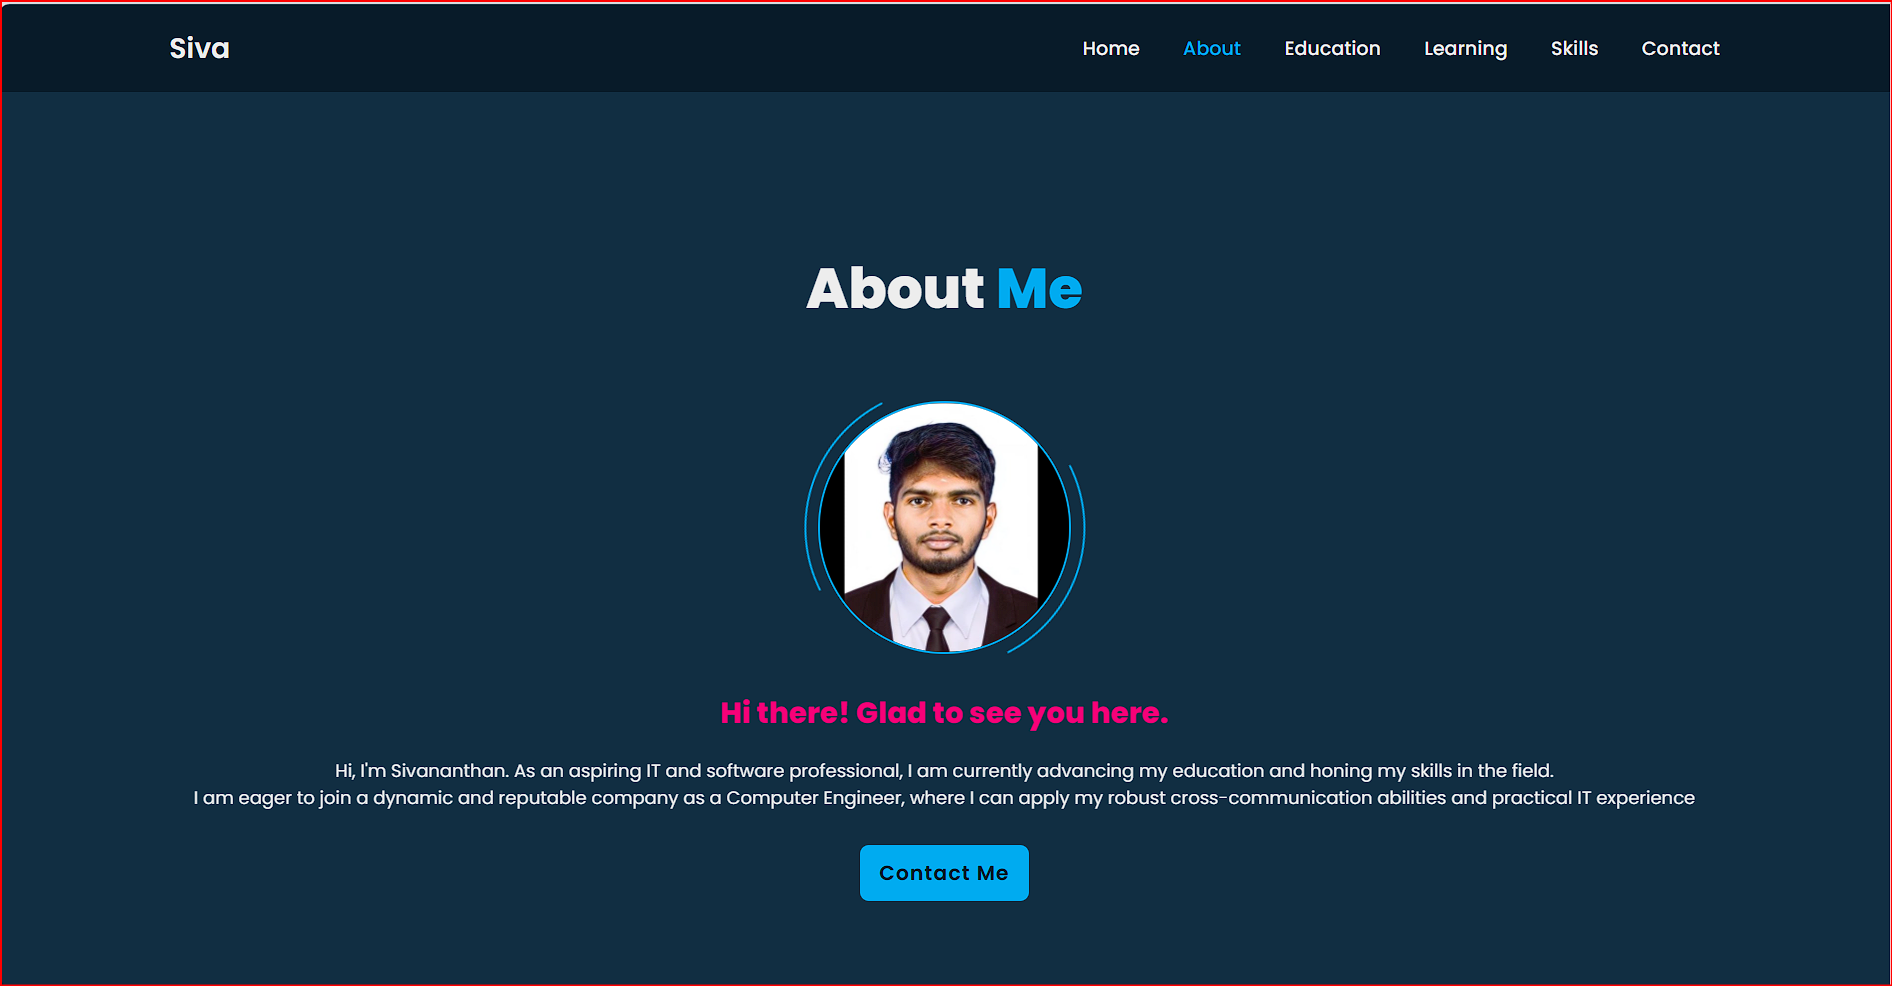 Siva
Home About Education Learning Skills Contact
About Me
Hi there! Glad to see you here.
Hi, I'm Sivananthan. As an aspiring IT and software professional, I am currently advancing my education and honing my skills in the field.
I am eager to join a dynamic and reputable company as a Computer Engineer, where I can apply my robust cross-communication abilities and practical IT experience
Contact Me